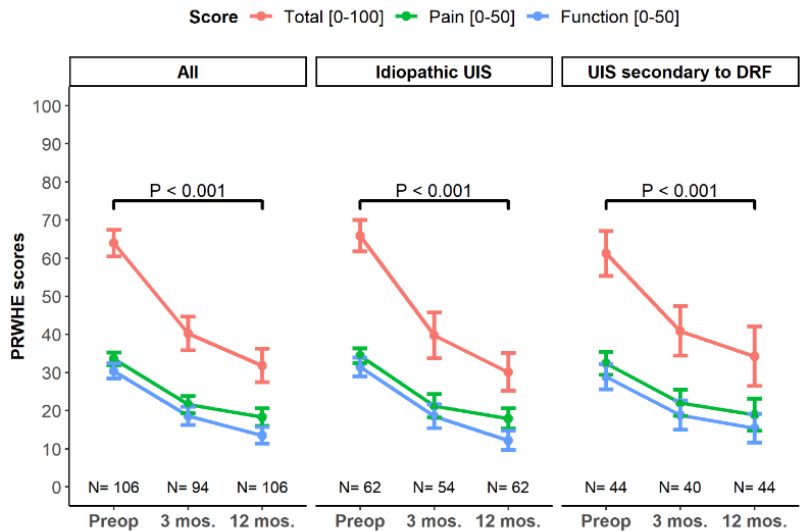 Score Total [0-100] Pain [0-50] Function [0-50]
All Idiopathic UIS UIS secondary to DRF
PRWHE scores
100
90
80
70
60
50
40
30
20
10
0
P < 0.001 P < 0.001 P < 0.001
N= 106 N= 94 N= 106 N= 62 N= 54 N= 62 N= 44 N= 40 N= 44
Preop 3 mos. 12 mos. Preop 3 mos. 12 mos. Preop 3 mos. 12 mos.